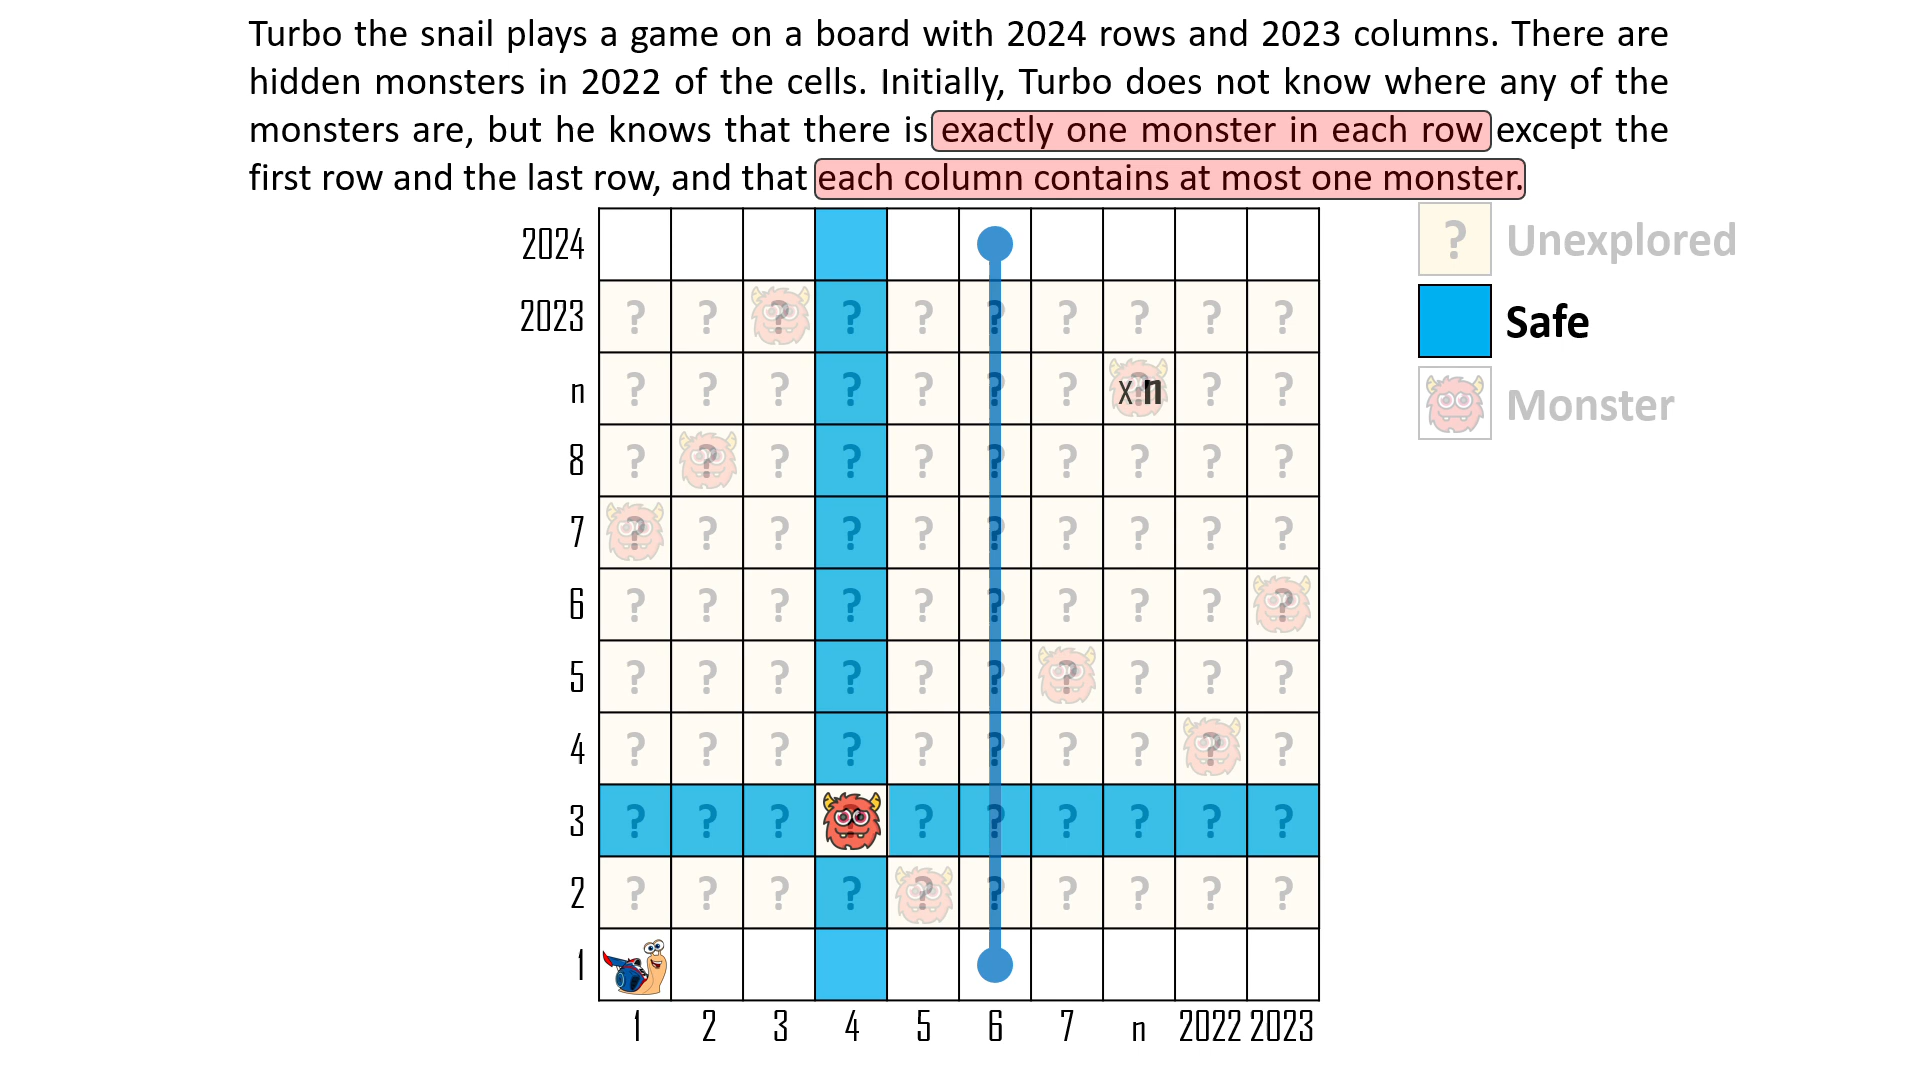 Turbo the snail plays a game on a board with 2024 rows and 2023 columns. There are
hidden monsters in 2022 of the cells. Initially, Turbo does not know where any of the
monsters are, but he knows that there is exactly one monster in each row except the
first row and the last row, and that each column contains at most one monster.
2024
? Unexplored
2023 ? ? ? ? ? ? ? ? ? ?
Safe
n ? ? ? ? ? ? ? x n ? ?
Monster
8 ? ? ? ? ? ? ? ? ? ?
7 ? ? ? ? ? ? ? ? ? ?
6 ? ? ? ? ? ? ? ? ? ?
5 ? ? ? ? ? ? ? ? ? ?
4 ? ? ? ? ? ? ? ? ? ?
3 ? ? ? ? ? ? ? ? ?
2 ? ? ? ? ? ? ? ? ? ?
1
1 2 3 4 5 6 7 n 2022 2023